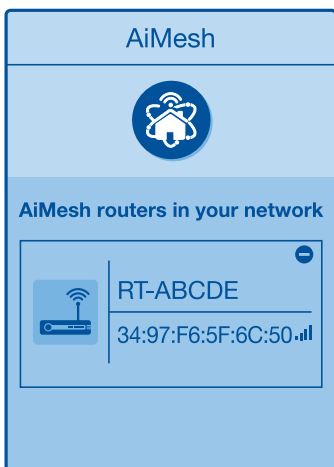 AiMesh
AiMesh routers in your network
RT-ABCDE
34:97:F6:5F:6C:50